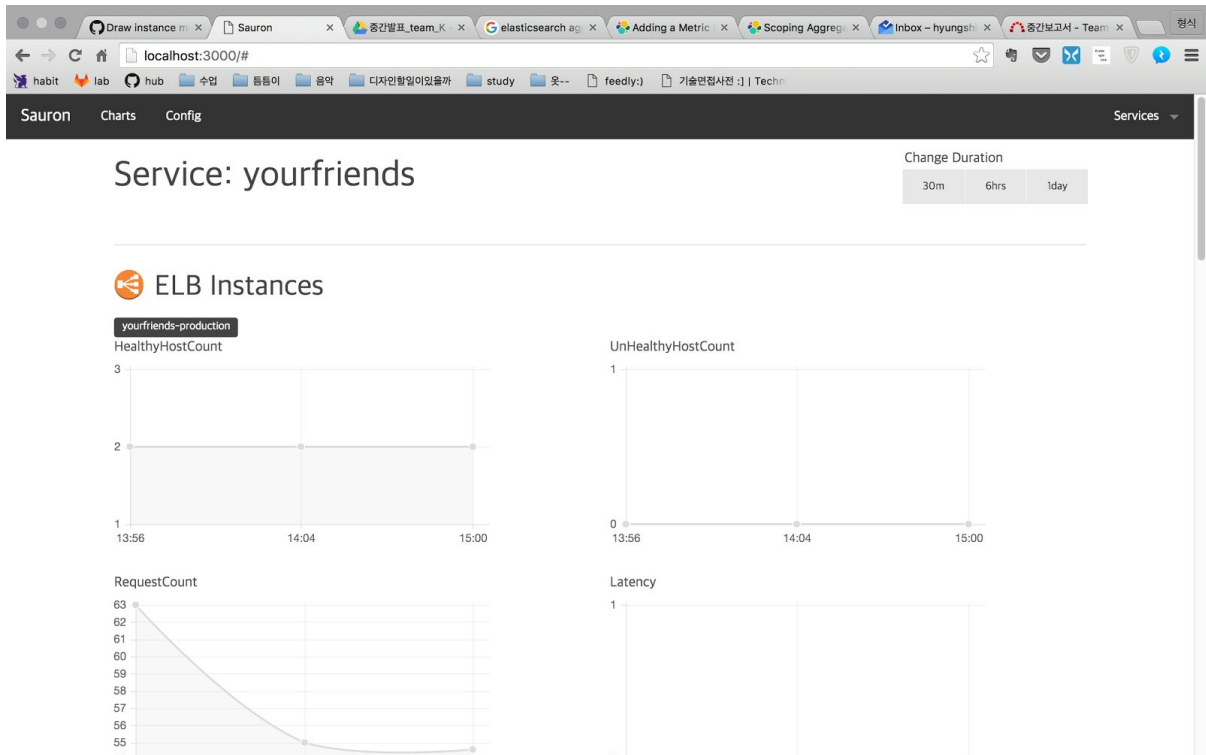 Draw instance m
Sauron
중간발표_team_K -
elasticsearch ag
Adding a Metric
Scoping Aggrega
Inbox – hyungshi
중간보고서 - Team
형식
localhost:3000/#
habit
lab
hub
수업
틈틈이
음악
디자인할일이있을까
study
옷--
feedly:)
기술면접사전 :] | Techn
Sauron
Charts
Config
Services
Service: yourfriends
Change Duration
30m
6hrs
1day
ELB Instances
yourfriends-production
HealthyHostCount
3
2
1
13:56
14:04
15:00
UnHealthyHostCount
1
0
13:56
14:04
15:00
RequestCount
63
62
61
60
59
58
57
56
55
Latency
1